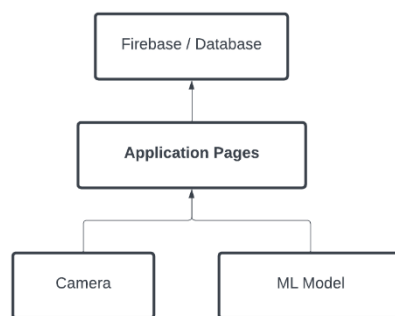 Firebase / Database
Application Pages
Camera
ML Model